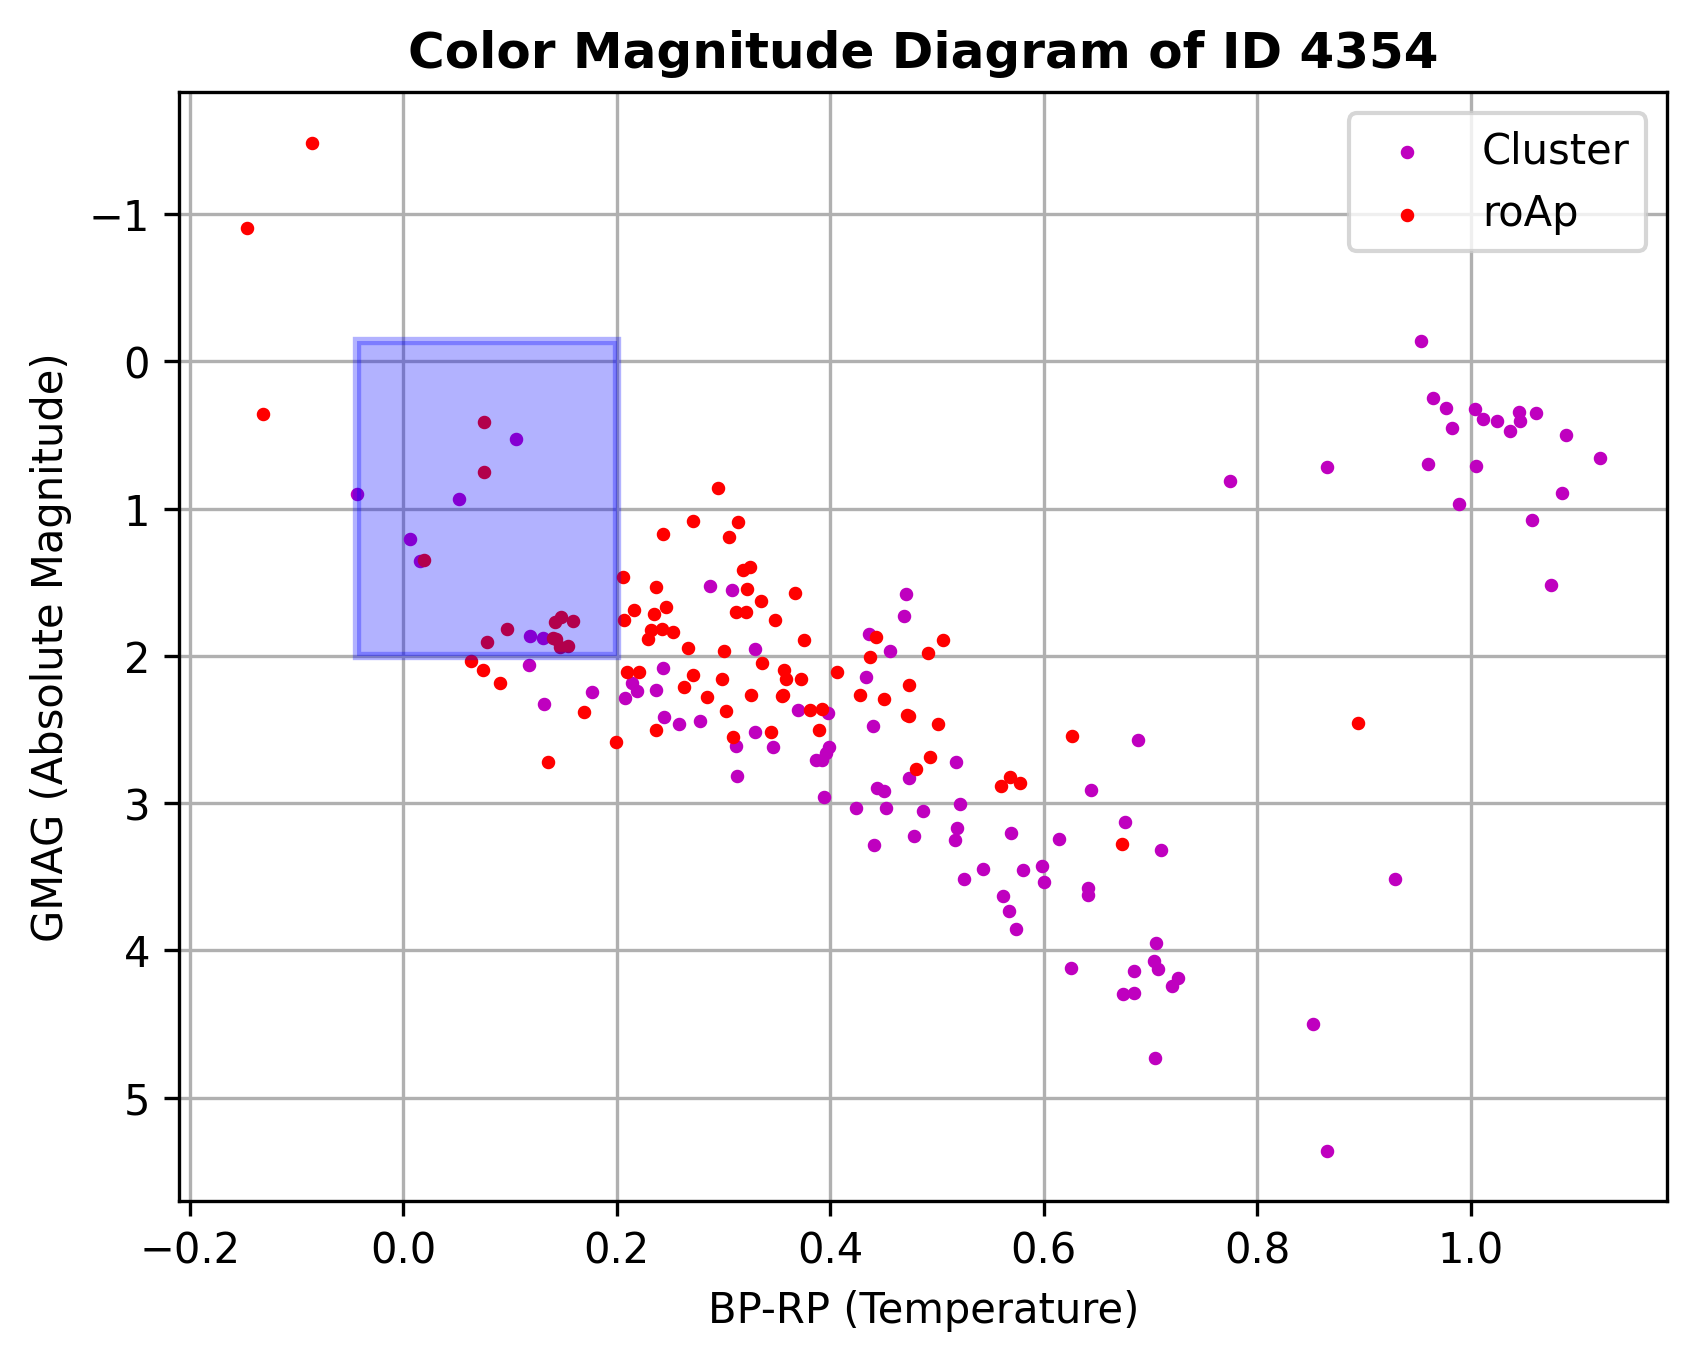 Color Magnitude Diagram of ID 4354
Cluster
roAp
−1
0
1
2
3
4
5
GMAG (Absolute Magnitude)
−0.2 0.0 0.2 0.4 0.6 0.8 1.0
BP-RP (Temperature)